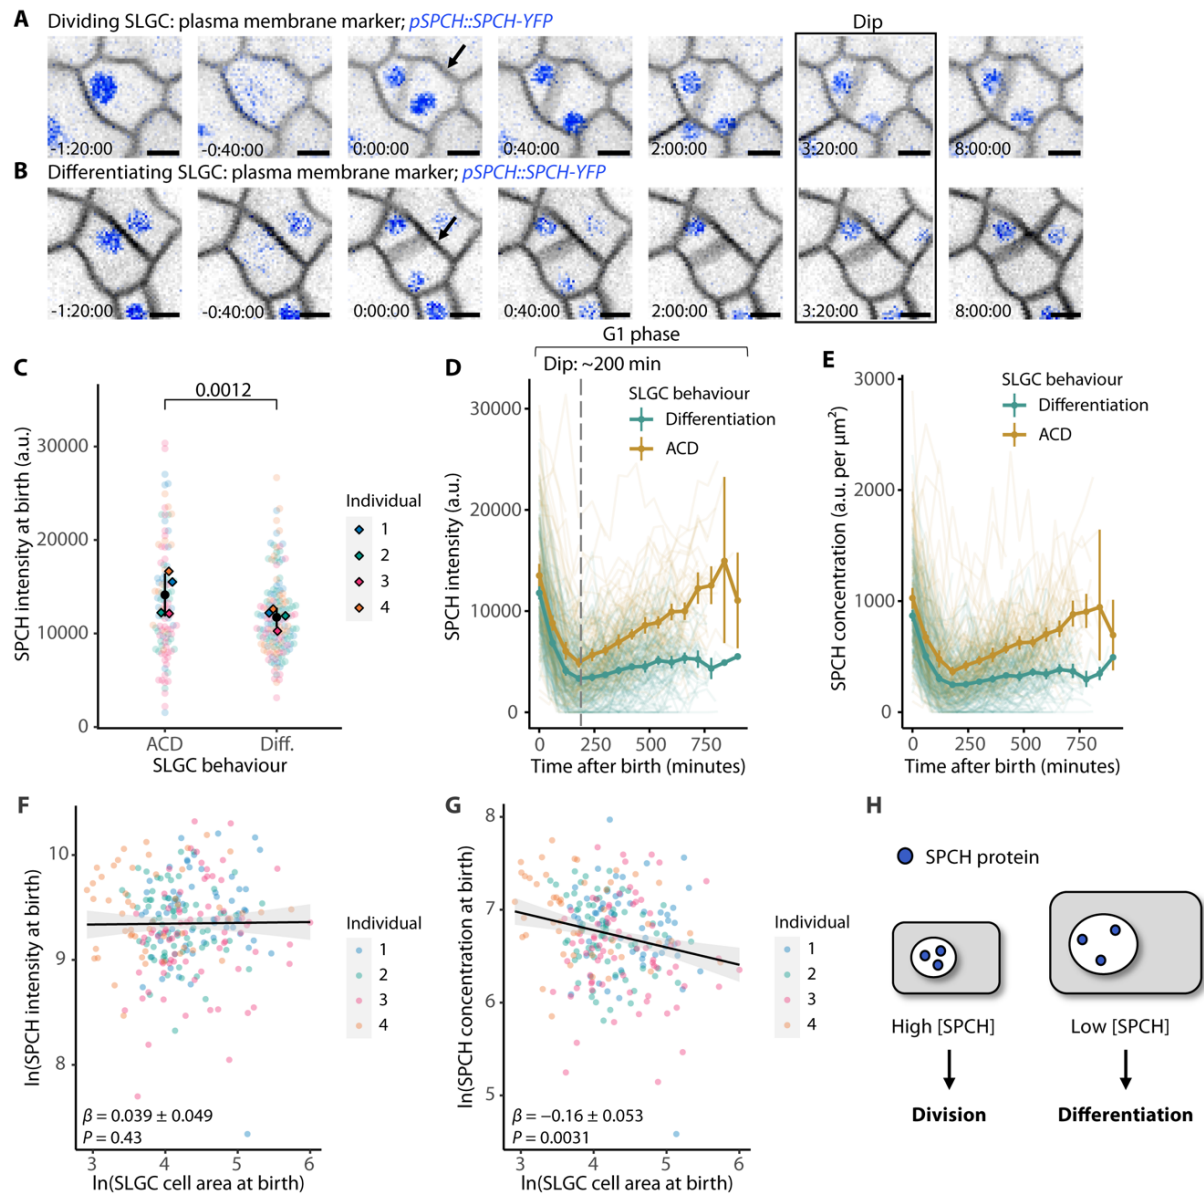 A Dividing SLGC: plasma membrane marker; pSPCH::SPCH-YFP
Dip
-1:20:00 -0:40:00 0:00:00 0:40:00 2:00:00 3:20:00 8:00:00
B Differentiating SLGC: plasma membrane marker; pSPCH::SPCH-YFP
-1:20:00 -0:40:00 0:00:00 0:40:00 2:00:00 3:20:00 8:00:00
C
0.0012
SPCH intensity at birth (a.u.)
30000
20000
10000
0
ACD Diff.
SLGC behaviour
Individual
1
2
3
4
D
G1 phase
Dip: ~200 min
SLGC behaviour
Differentiation
ACD
SPCH intensity (a.u.)
30000
20000
10000
0
0 250 500 750
Time after birth (minutes)
E
SLGC behaviour
Differentiation
ACD
SPCH concentration (a.u. per µm²)
3000
2000
1000
0
0 250 500 750
Time after birth (minutes)
F
ln(SPCH intensity at birth)
10
9
8
β = 0.039 ± 0.049
P = 0.43
3 4 5 6
ln(SLGC cell area at birth)
Individual
1
2
3
4
G
ln(SPCH concentration at birth)
8
7
6
5
β = −0.16 ± 0.053
P = 0.0031
3 4 5 6
ln(SLGC cell area at birth)
Individual
1
2
3
4
H
SPCH protein
High [SPCH] Low [SPCH]
Division Differentiation